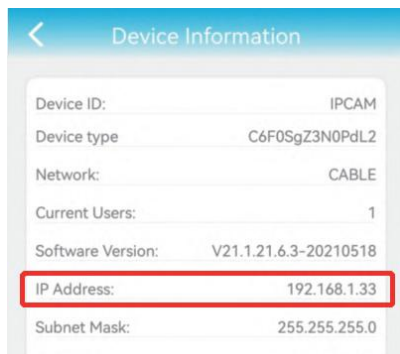 Device Information
Device ID: IPCAM
Device type C6F0SgZ3N0PdL2
Network: CABLE
Current Users: 1
Software Version: V21.1.21.6.3-20210518
IP Address: 192.168.1.33
Subnet Mask: 255.255.255.0